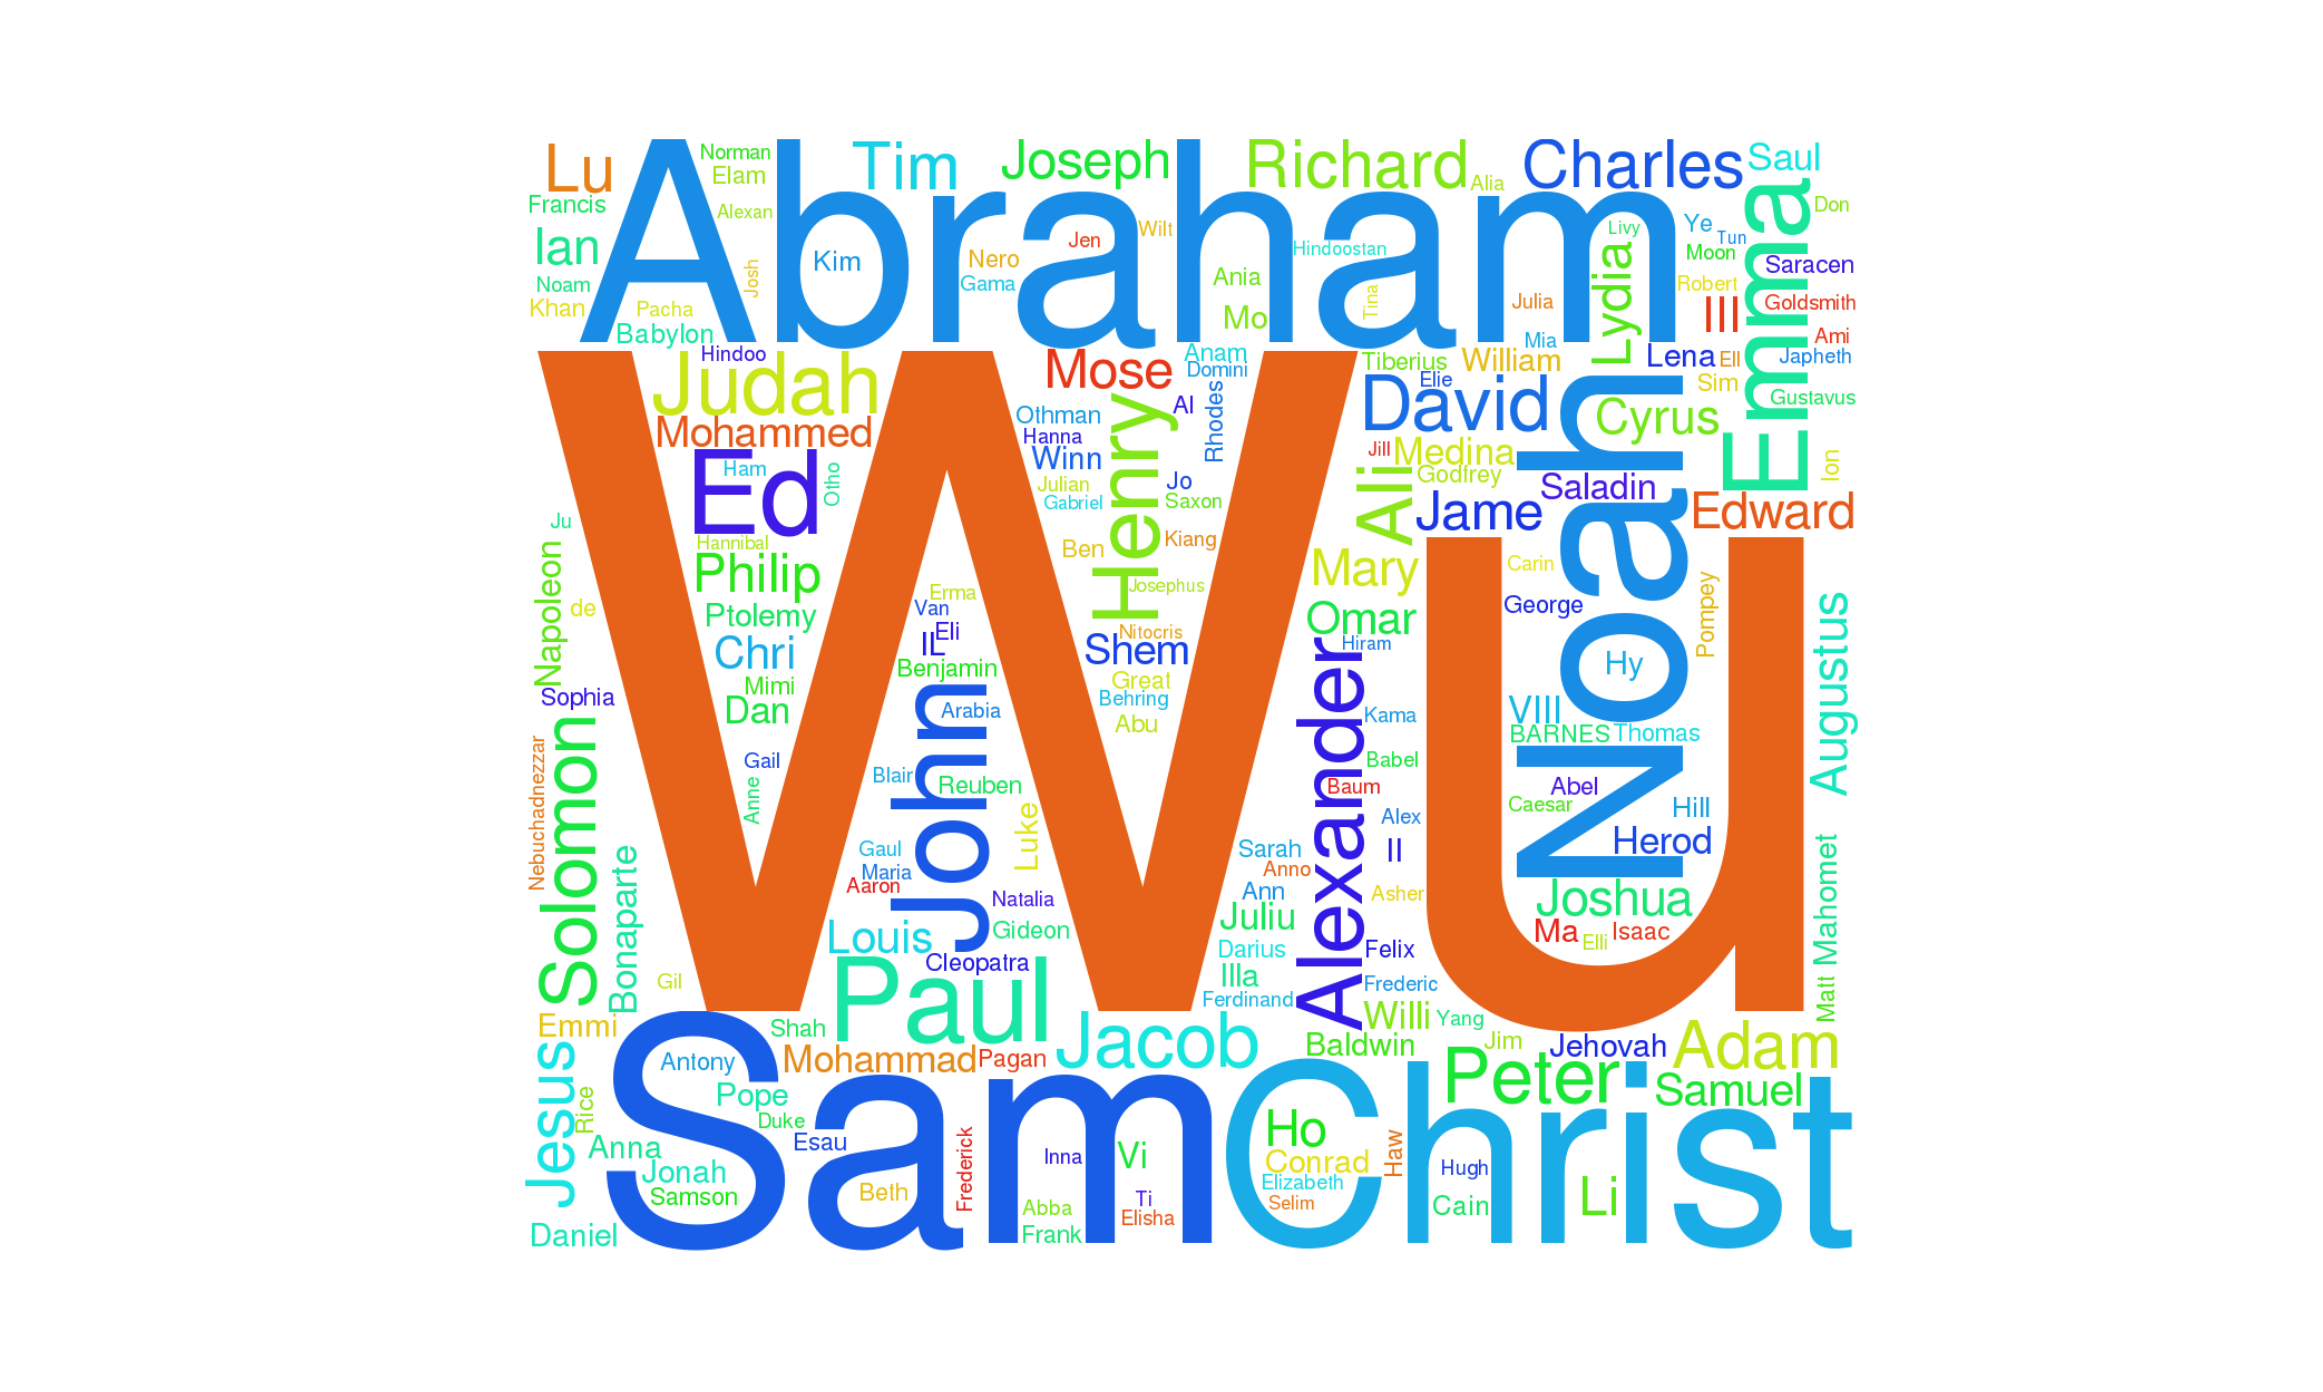 Abraham
Wu
Sam
Christ
Noah
Lu
Norman
Elam
Tim
Joseph
Richard
Alia
Charles
Saul
Francis
Alexan
Wilt
Livy
Ye
Tun
Don
Ian
Kim
Josh
Nero
Jen
Gama
Ania
Hindoostan
Lydia
Moon
Emma
Saracen
Noam
Khan
Pacha
Babylon
Mo
Tina
Julia
Robert
III
Goldsmith
Mia
Ami
Hindoo
Judah
Mose
Anam
Domini
Tiberius
William
Lena
Ell
Japheth
Elie
Sim
Gustavus
David
Cyrus
Mohammed
Othman
Henry
Al
Rhodes
Hanna
Winn
Jill
Medina
Godfrey
Ali
Ion
Ed
Ham
Otho
Julian
Gabriel
Jo
Saxon
Saladin
Jame
Edward
Ju
Hannibal
Ben
Kiang
Napoleon
de
Philip
Mary
Carin
Josephus
Erma
Van
Ptolemy
Omar
George
Pompey
Augustus
Nitocris
Eli
IL
Chri
Shem
Hiram
Hy
Benjamin
Mimi
Great
Behring
Sophia
Dan
Arabia
Abu
Alexander
Kama
VIII
BARNES
Thomas
Solomon
Nebuchadnezzar
Gail
Anne
Blair
John
Reuben
Babel
Baum
Abel
Caesar
Hill
Luke
Alex
II
Herod
Gaul
Maria
Aaron
Sarah
Anno
Ann
Asher
Joshua
Mahomet
Bonaparte
Natalia
Juliu
Gideon
Ma
Elli
Isaac
Louis
Cleopatra
Darius
Felix
Gil
Paul
Illa
Frederic
Ferdinand
Matt
Emmi
Shah
Jacob
Willi
Yang
Baldwin
Jim
Jehovah
Adam
Jesus
Antony
Mohammad
Pagan
Peter
Samuel
Rice
Pope
Duke
Esau
Anna
Ho
Jonah
Frederick
Inna
Vi
Conrad
Haw
Hugh
Samson
Beth
Elizabeth
Selim
Abba
Ti
Elisha
Cain
Li
Daniel
Frank